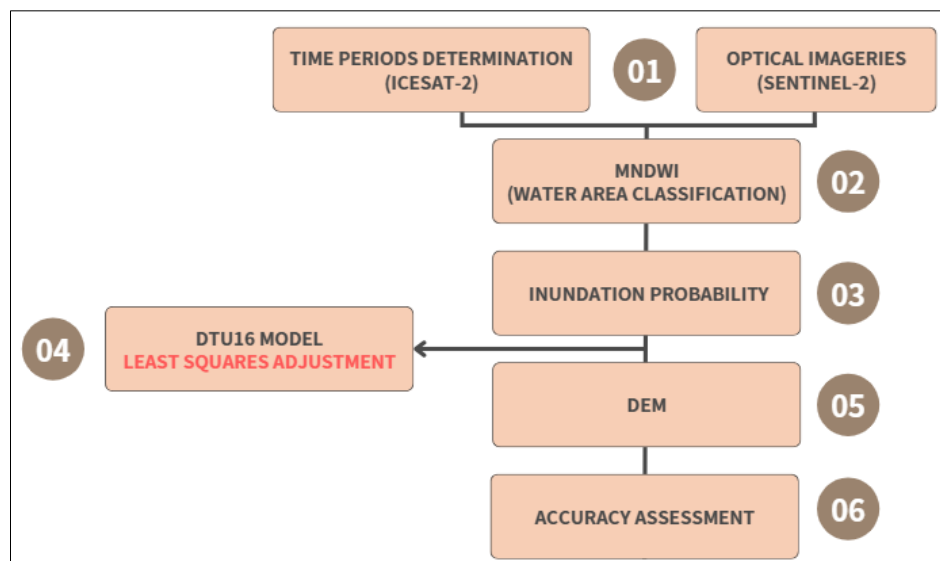 TIME PERIODS DETERMINATION
(ICESAT-2)
01
OPTICAL IMAGERIES
(SENTINEL-2)
MNDWI
(WATER AREA CLASSIFICATION)
02
INUNDATION PROBABILITY
03
04
DTU16 MODEL
LEAST SQUARES ADJUSTMENT
DEM
05
ACCURACY ASSESSMENT
06